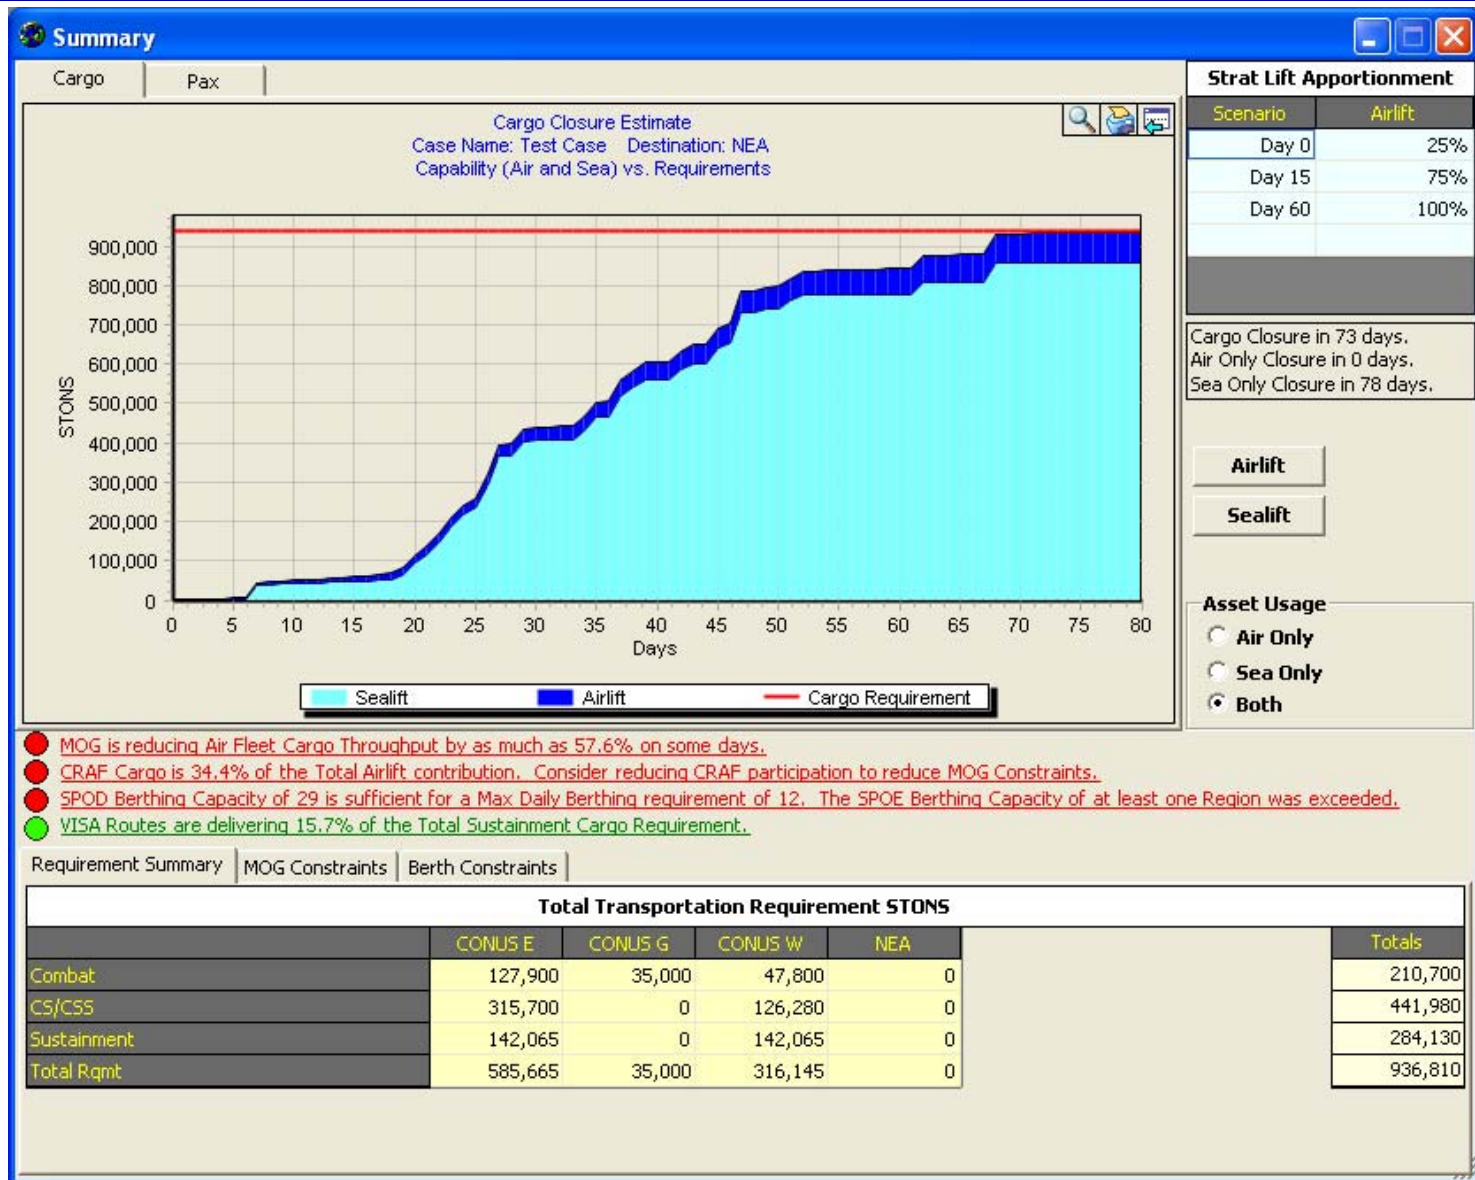 Summary
Cargo Pax
Cargo Closure Estimate
Case Name: Test Case Destination: NEA
Capability (Air and Sea) vs. Requirements
STONS
900,000
800,000
700,000
600,000
500,000
400,000
300,000
200,000
100,000
0
0 5 10 15 20 25 30 35 40 45 50 55 60 65 70 75 80
Days
Sealift Airlift Cargo Requirement
Strat Lift Apportionment
Scenario Airlift
Day 0 25%
Day 15 75%
Day 60 100%
Cargo Closure in 73 days.
Air Only Closure in 0 days.
Sea Only Closure in 78 days.
Airlift
Sealift
Asset Usage
Air Only
Sea Only
Both
MOG is reducing Air Fleet Cargo Throughput by as much as 57.6% on some days.
CRAF Cargo is 34.4% of the Total Airlift contribution. Consider reducing CRAF participation to reduce MOG Constraints.
SPOD Berthing Capacity of 29 is sufficient for a Max Daily Berthing requirement of 12. The SPOE Berthing Capacity of at least one Region was exceeded.
VISA Routes are delivering 15.7% of the Total Sustainment Cargo Requirement.
Requirement Summary MOG Constraints Berth Constraints
Total Transportation Requirement STONS
CONUS E CONUS G CONUS W NEA Totals
Combat 127,900 35,000 47,800 0 210,700
CS/CSS 315,700 0 126,280 0 441,980
Sustainment 142,065 0 142,065 0 284,130
Total Rqmt 585,665 35,000 316,145 0 936,810